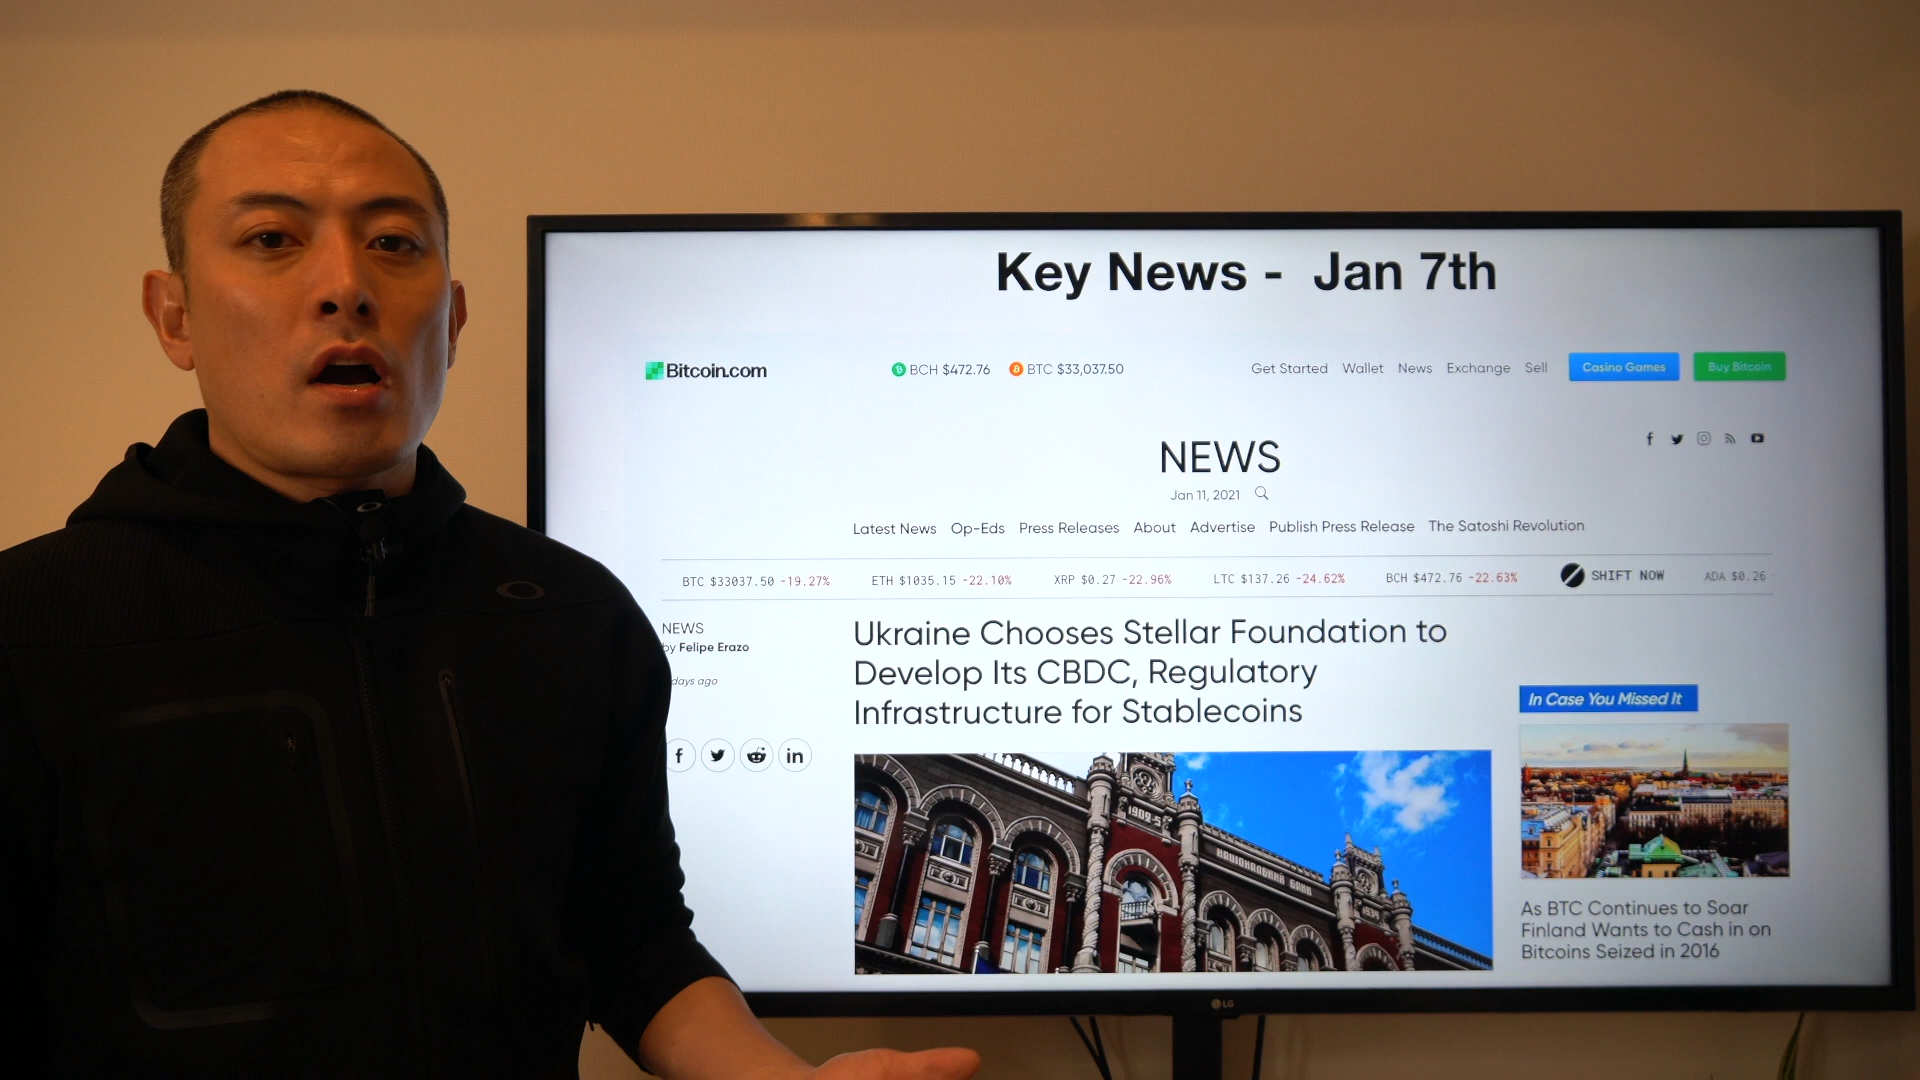 Key News - Jan 7th
Bitcoin.com
BCH $472.76 BTC $33,037.50
Get Started Wallet News Exchange Sell Casino Games Buy Bitcoin
NEWS
Jan 11, 2021
Latest News Op-Eds Press Releases About Advertise Publish Press Release The Satoshi Revolution
BTC $33037.50 -19.27% ETH $1035.15 -22.10% XRP $0.27 -22.96% LTC $137.26 -24.62% BCH $472.76 -22.63% SHIFT NOW ADA $0.26
NEWS
by Felipe Erazo
days ago
Ukraine Chooses Stellar Foundation to
Develop Its CBDC, Regulatory
Infrastructure for Stablecoins
In Case You Missed It
1902-5
НАЦІОНАЛЬНИЙ БАНК
1934
As BTC Continues to Soar
Finland Wants to Cash in on
Bitcoins Seized in 2016
LG